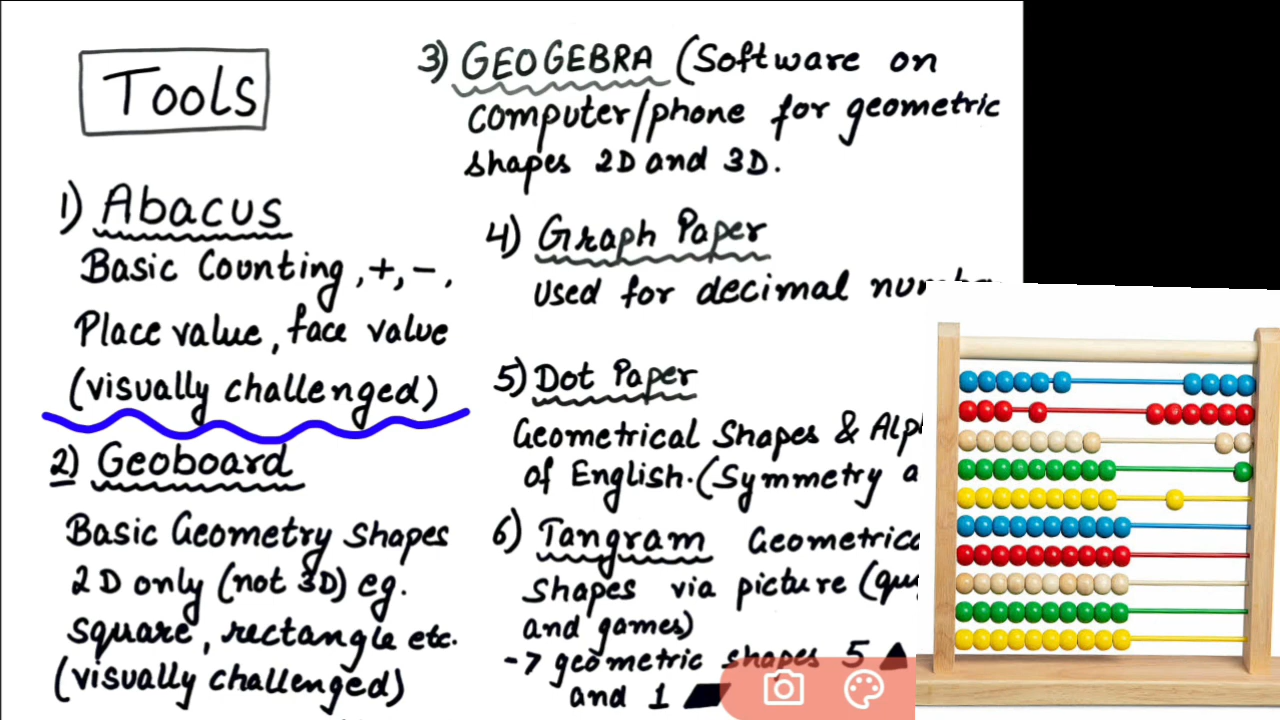 Tools
1) Abacus
Basic Counting, +, -,
Place value, face value
(visually challenged)
2) Geoboard
Basic Geometry shapes
2D only (not 3D) eg.
square, rectangle etc.
(visually challenged)
3) GEOGEBRA (Software on
computer/phone for geometric
shapes 2D and 3D.
4) Graph Paper
used for decimal
5) Dot Paper
Geometrical Shapes &
of English. (Symmetry
6) Tangram
shapes via picture
and games)
-7 geometric shapes 5 ▲
and 1 ▰